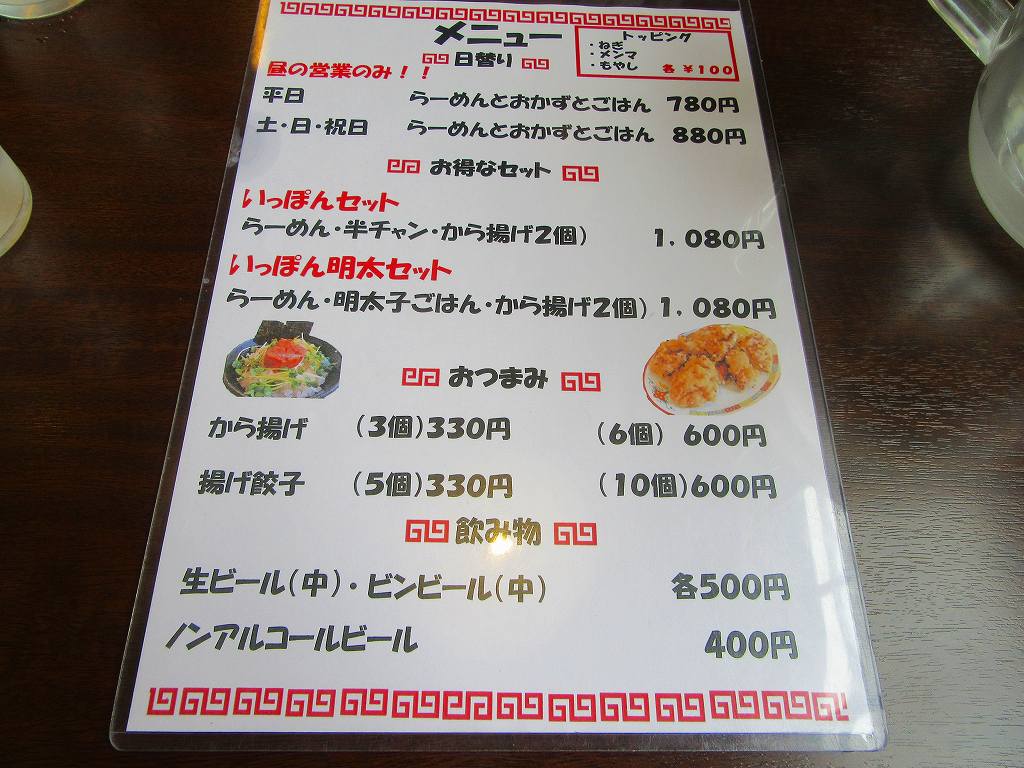 メニュー
トッピング
・ねぎ
・メンマ
・もやし 各￥100
日替り
昼の営業のみ！！
平日 らーめんとおかずとごはん 780円
土・日・祝日 らーめんとおかずとごはん 880円
お得なセット
いっぽんセット
らーめん・半チャン・から揚げ2個） 1，080円
いっぽん明太セット
らーめん・明太子ごはん・から揚げ2個） 1，080円
おつまみ
から揚げ （3個）330円 （6個） 600円
揚げ餃子 （5個）330円 （10個）600円
飲み物
生ビール（中）・ビンビール（中） 各500円
ノンアルコールビール 400円